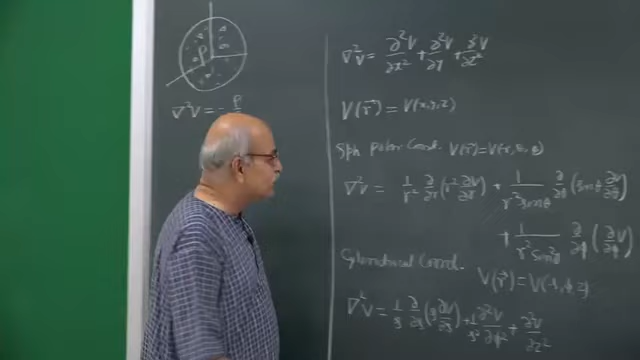 ρ
∇²V = - ρ
∇²V = ∂²V/∂x² + ∂²V/∂y + ∂²V/∂z²
V(r⃗) = V(x,y,z)
Sph Polar Coord. V(r⃗) = V(r, θ, φ)
∇²V = 1/r² ∂/∂r (r² ∂V/∂r) + 1/r² sinθ ∂/∂θ (sinθ ∂V/∂θ)
+ 1/r² sin²θ ∂/∂φ (∂V/∂φ)
Cylindrical Coord.
V(r⃗) = V(s, φ, z)
∇²V = 1/s ∂/∂s (s ∂V/∂s) + 1/s² ∂²V/∂φ² + ∂²V/∂z²